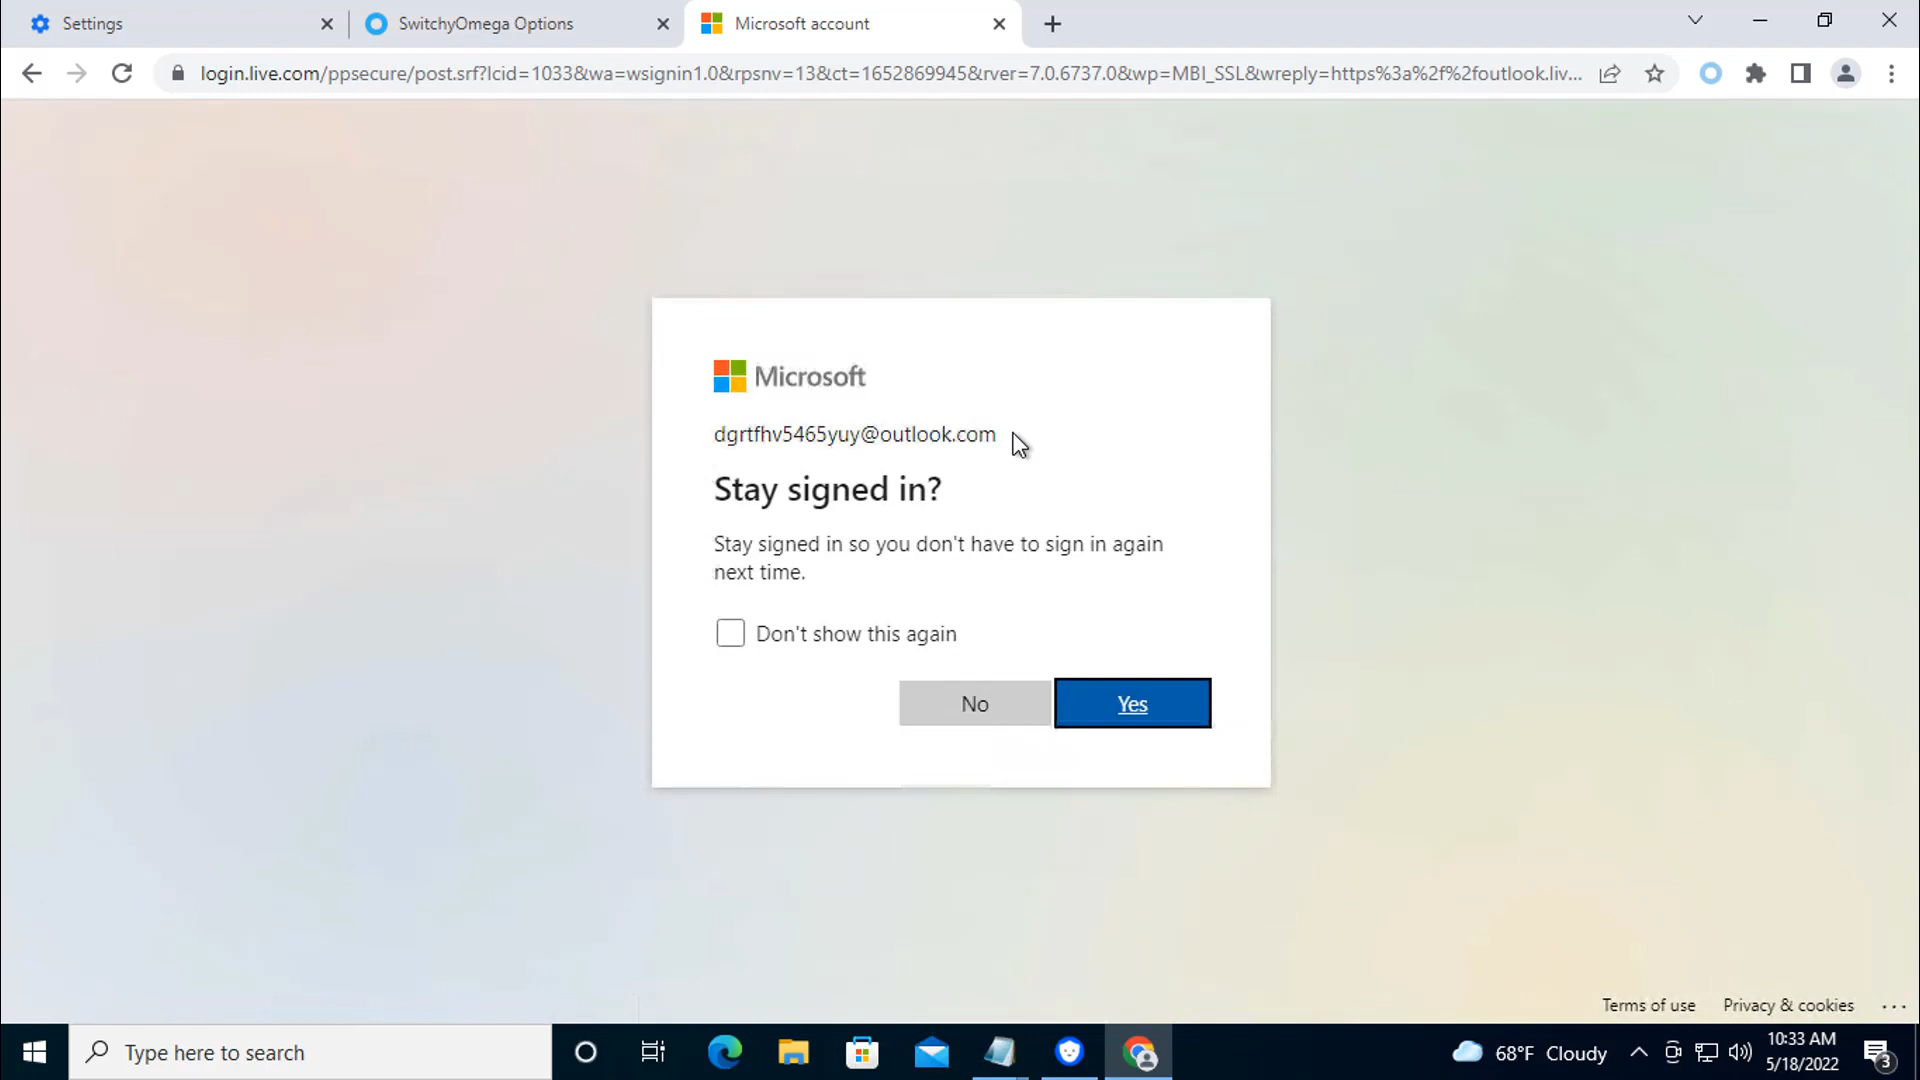 Settings
SwitchyOmega Options
Microsoft account
login.live.com/ppsecure/post.srf?lcid=1033&wa=wsignin1.0&rpsnv=13&ct=1652869945&rver=7.0.6737.0&wp=MBI_SSL&wreply=https%3a%2f%2foutlook.liv...
Microsoft
dgrtfhv5465yuy@outlook.com
Stay signed in?
Stay signed in so you don't have to sign in again
next time.
Don't show this again
No
Yes
Terms of use
Privacy & cookies
Type here to search
68°F Cloudy
10:33 AM
5/18/2022
3